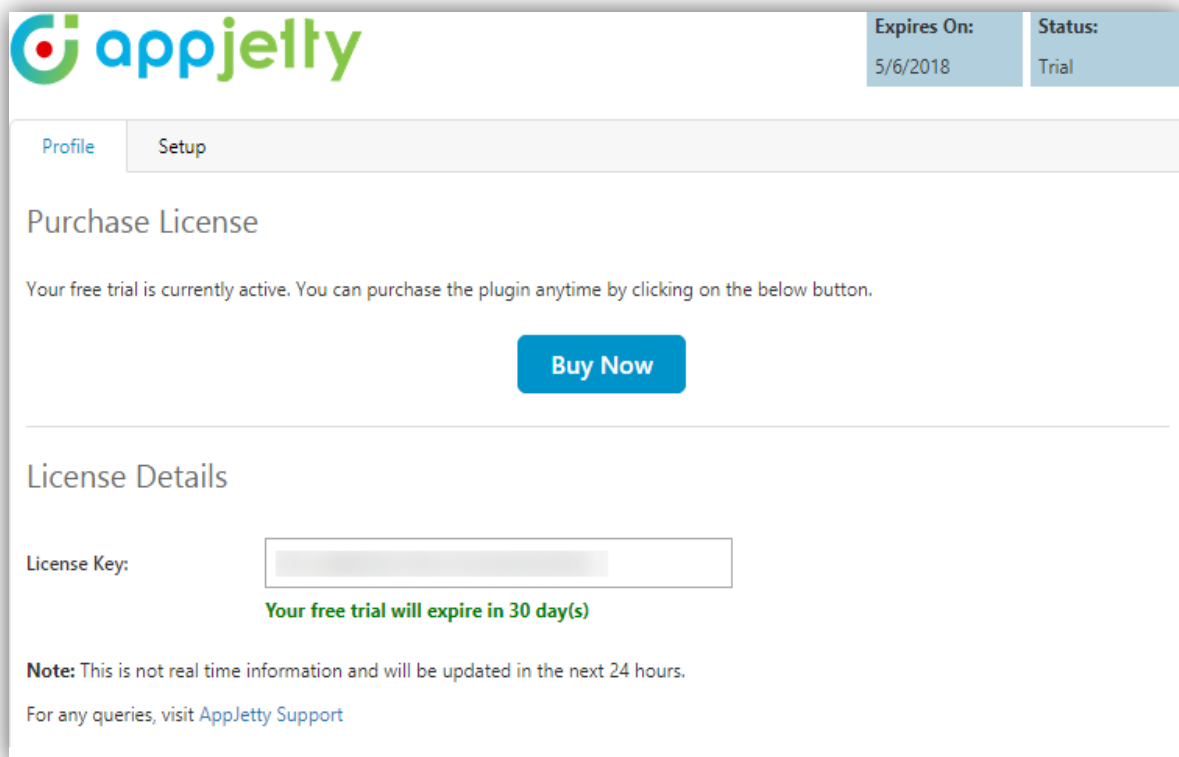 appjetty
Expires On:
5/6/2018
Status:
Trial
Profile
Setup
Purchase License
Your free trial is currently active. You can purchase the plugin anytime by clicking on the below button.
Buy Now
License Details
License Key:
Your free trial will expire in 30 day(s)
Note: This is not real time information and will be updated in the next 24 hours.
For any queries, visit AppJetty Support